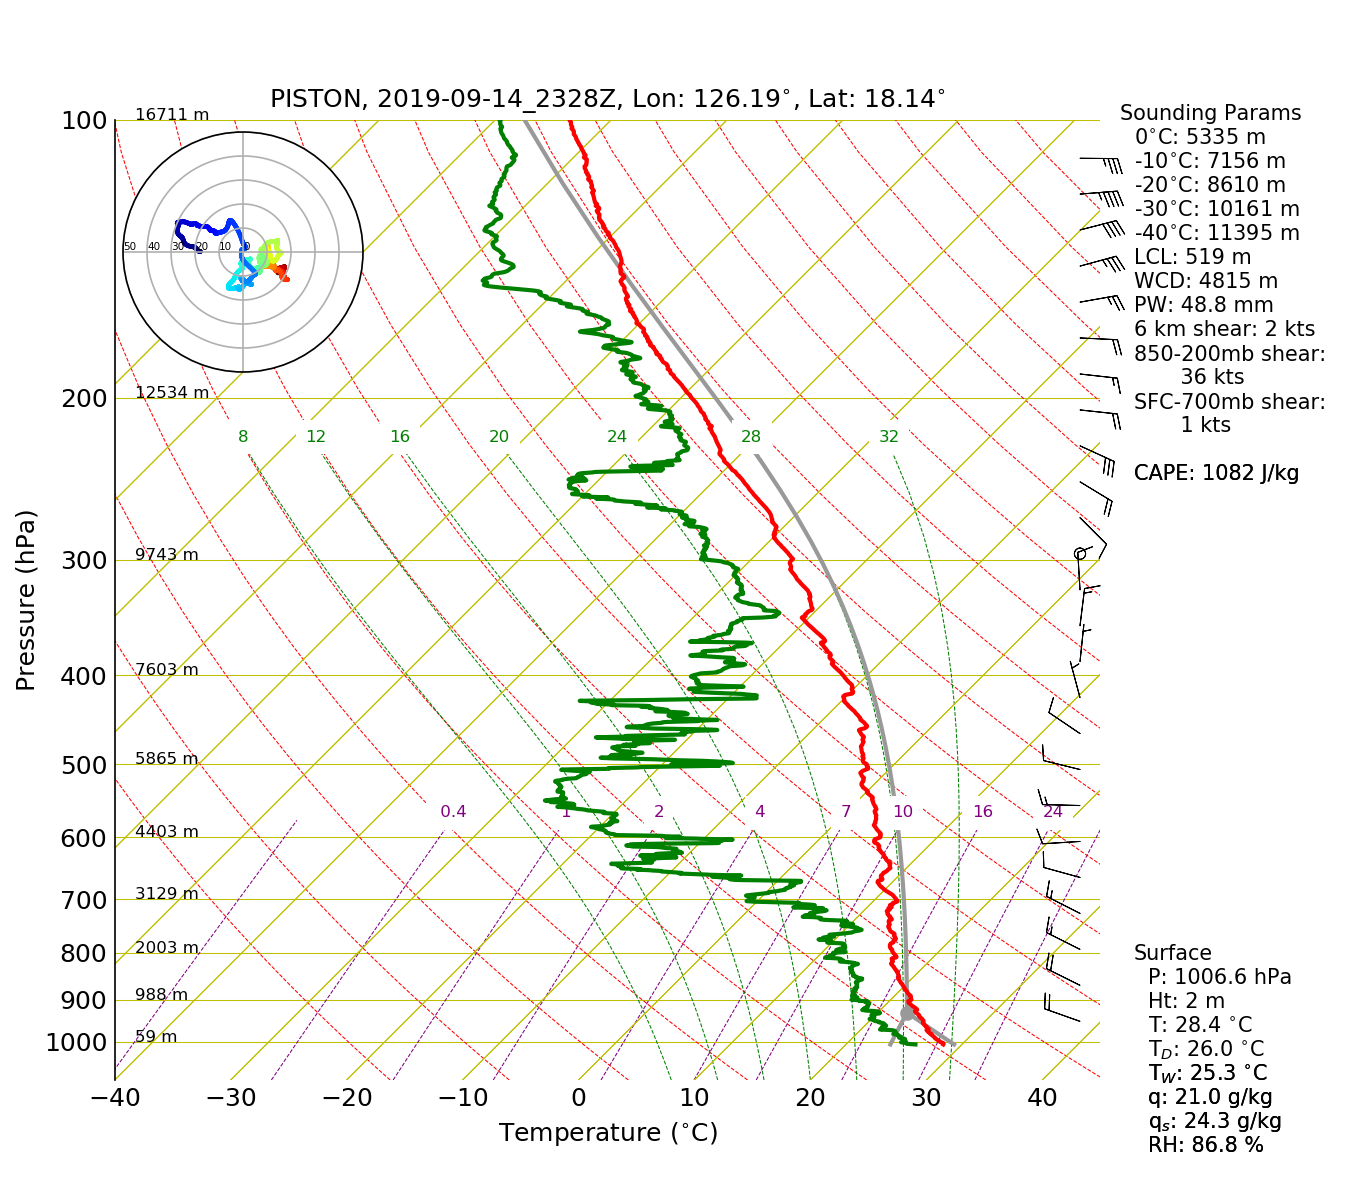 PISTON, 2019-09-14_2328Z, Lon: 126.19°, Lat: 18.14°
Sounding Params
0°C: 5335 m
-10°C: 7156 m
-20°C: 8610 m
-30°C: 10161 m
-40°C: 11395 m
LCL: 519 m
WCD: 4815 m
PW: 48.8 mm
6 km shear: 2 kts
850-200mb shear:
36 kts
SFC-700mb shear:
1 kts
CAPE: 1082 J/kg
100 16711 m
50 40 30 20 10 0
200 12534 m
8 12 16 20 24 28 32
300 9743 m
400 7603 m
500 5865 m
0.4 1 2 4 7 10 16 24
600 4403 m
700 3129 m
800 2003 m
900 988 m
1000 59 m
Pressure (hPa)
−40 −30 −20 −10 0 10 20 30 40
Temperature (°C)
Surface
P: 1006.6 hPa
Ht: 2 m
T: 28.4 °C
T_D: 26.0 °C
T_W: 25.3 °C
q: 21.0 g/kg
q_s: 24.3 g/kg
RH: 86.8 %